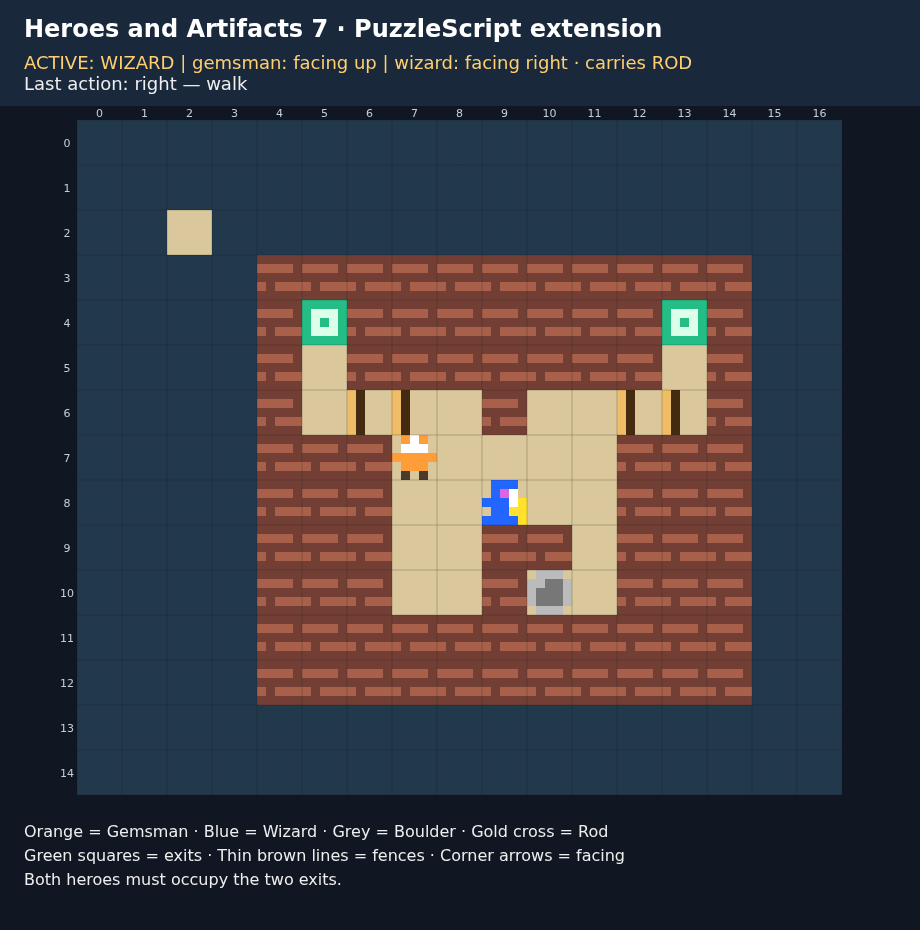 Heroes and Artifacts 7 · PuzzleScript extension
ACTIVE: WIZARD | gemsman: facing up | wizard: facing right · carries ROD
Last action: right — walk
0 1 2 3 4 5 6 7 8 9 10 11 12 13 14 15 16
0
1
2
3
4
5
6
7
8
9
10
11
12
13
14
Orange = Gemsman · Blue = Wizard · Grey = Boulder · Gold cross = Rod
Green squares = exits · Thin brown lines = fences · Corner arrows = facing
Both heroes must occupy the two exits.